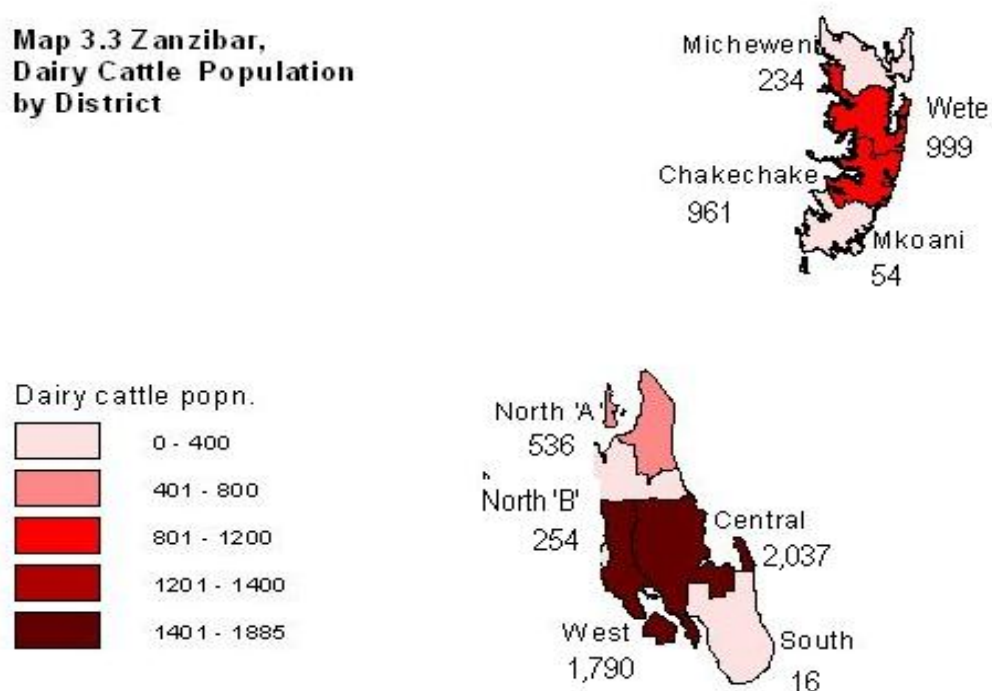 Map 3.3 Zanzibar,
Dairy Cattle Population
by District
Micheweni
234
Wete
999
Chakechake
961
Mkoani
54
Dairy cattle popn.
0 - 400
401 - 800
801 - 1200
1201 - 1400
1401 - 1885
North 'A'
536
North 'B'
254
Central
2,037
West
1,790
South
16